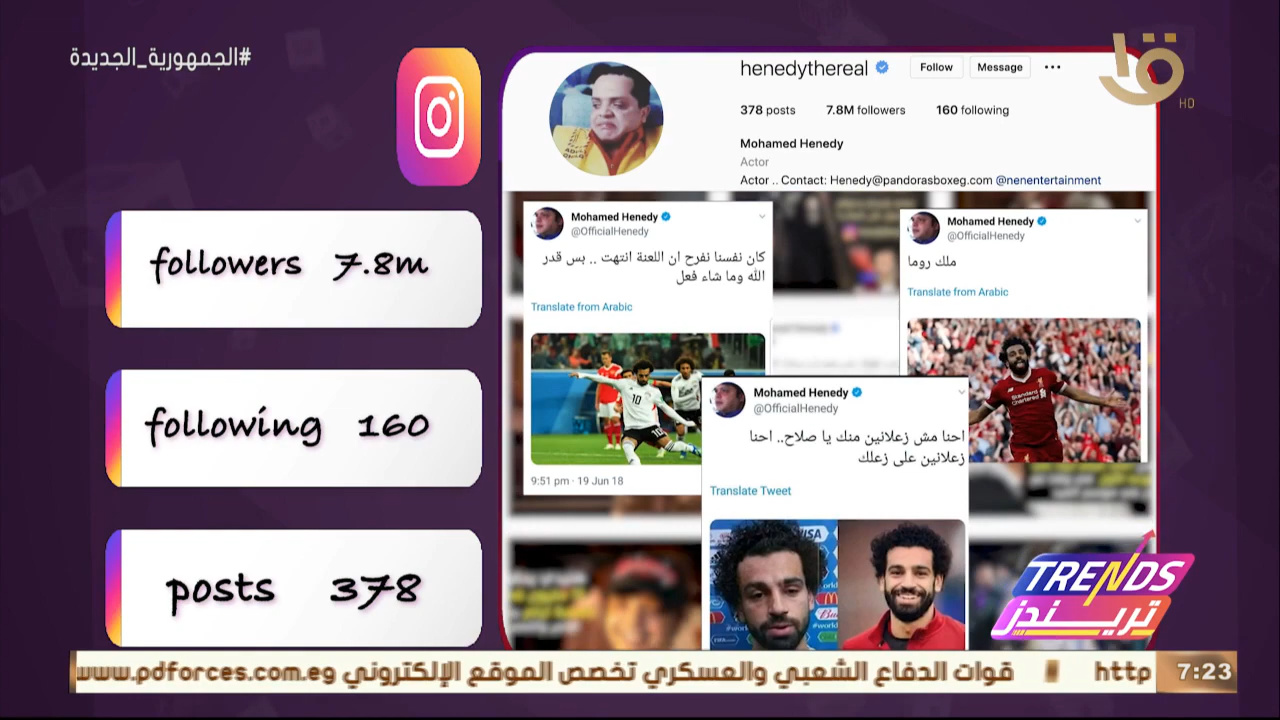 #الجمهورية_الجديدة
HD
henedythereal
Follow
Message
378 posts 7.8M followers 160 following
Mohamed Henedy
Actor
Actor .. Contact: Henedy@pandorasboxeg.com @nenentertainment
followers 7.8m
following 160
posts 378
Mohamed Henedy
@OfficialHenedy
كان نفسنا نفرح ان اللعنة انتهت .. بس قدر
الله وما شاء فعل
Translate from Arabic
10
9:51 pm · 19 Jun 18
Mohamed Henedy
@OfficialHenedy
ملك روما
Translate from Arabic
Standard
Chartered
Mohamed Henedy
@OfficialHenedy
احنا مش زعلانين منك يا صلاح.. احنا
زعلانين على زعلك
Translate Tweet
VISA
TRENDS
تريندز
قوات الدفاع الشعبي والعسكري تخصص الموقع الإلكتروني www.pdforces.com.eg
http
7:23